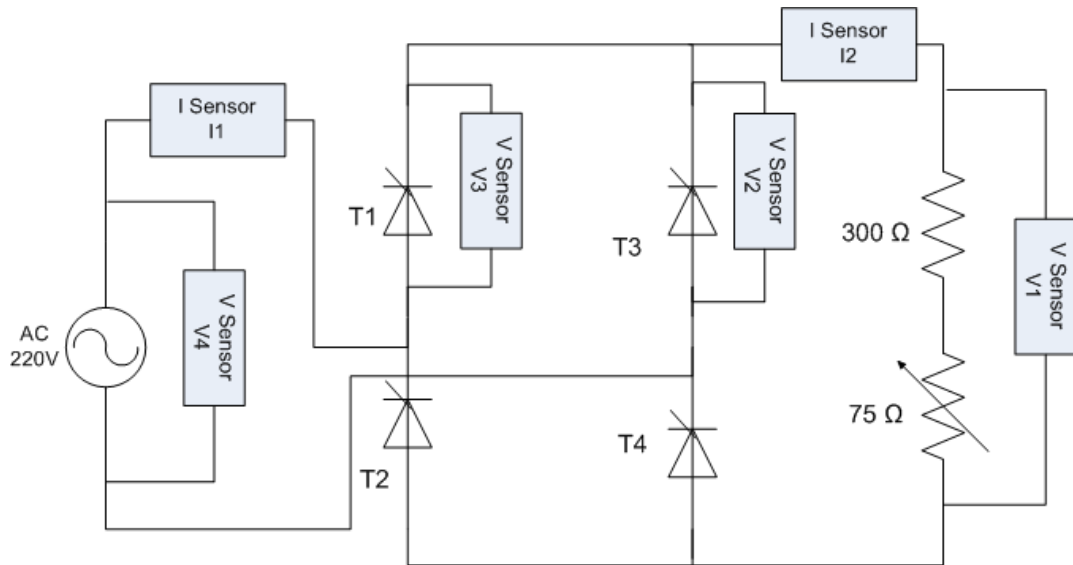 I Sensor
I1
I Sensor
I2
V Sensor
V3
V Sensor
V2
T1
T3
300 Ω
V Sensor
V1
AC
220V
V Sensor
V4
T2
T4
75 Ω